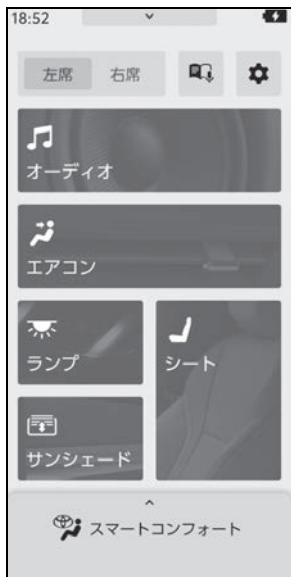 18:52
左席 右席
オーディオ
エアコン
ランプ
シート
サンシェード
スマートコンフォート